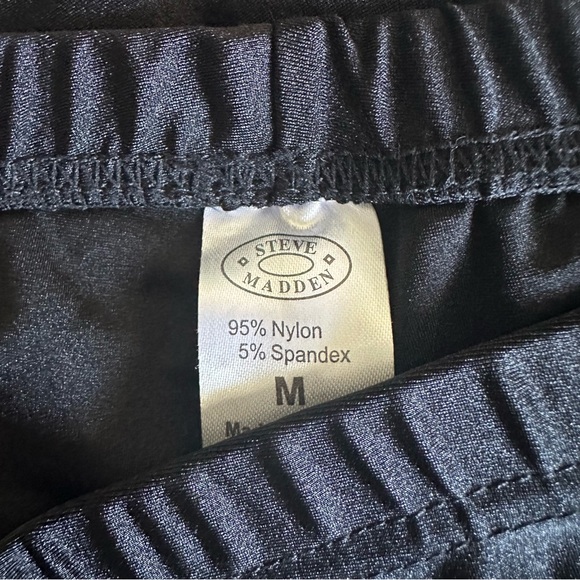 STEVE
MADDEN
95% Nylon
5% Spandex
M